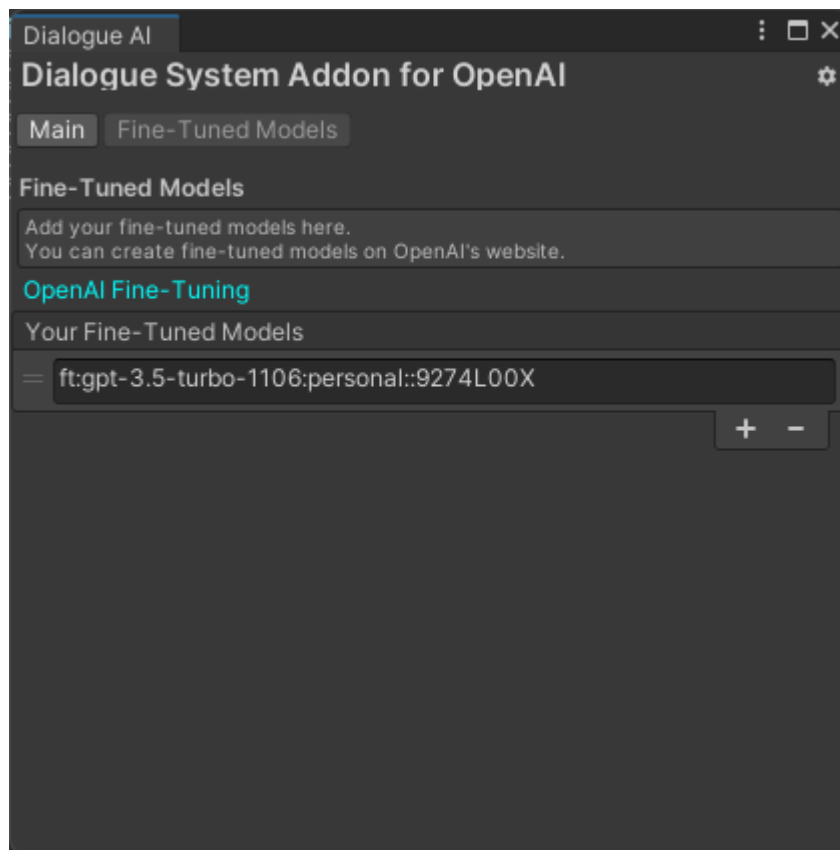 Dialogue AI
Dialogue System Addon for OpenAI
Main Fine-Tuned Models
Fine-Tuned Models
Add your fine-tuned models here.
You can create fine-tuned models on OpenAI's website.
OpenAI Fine-Tuning
Your Fine-Tuned Models
ft:gpt-3.5-turbo-1106:personal::9274L00X